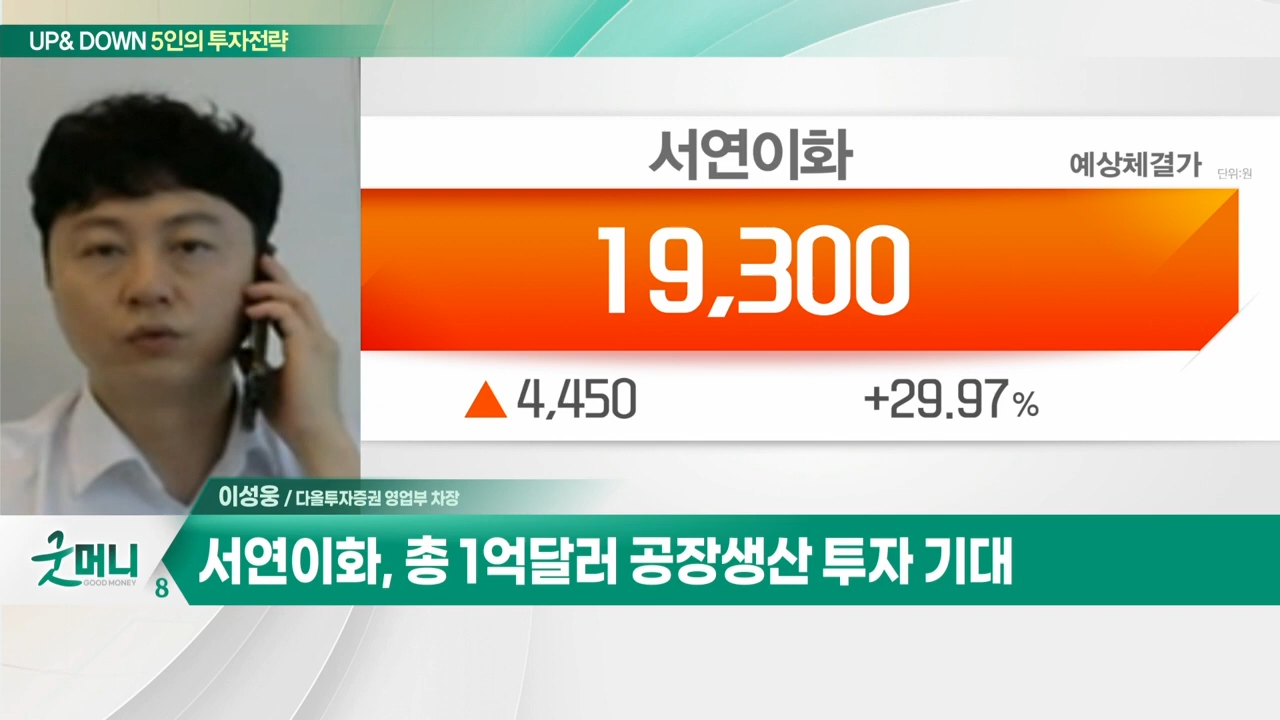 UP& DOWN 5인의 투자전략
서연이화
예상체결가 단위:원
19,300
▲ 4,450 +29.97%
이성웅 / 다올투자증권 영업부 차장
굿머니 GOOD MONEY 8
서연이화, 총 1억달러 공장생산 투자 기대